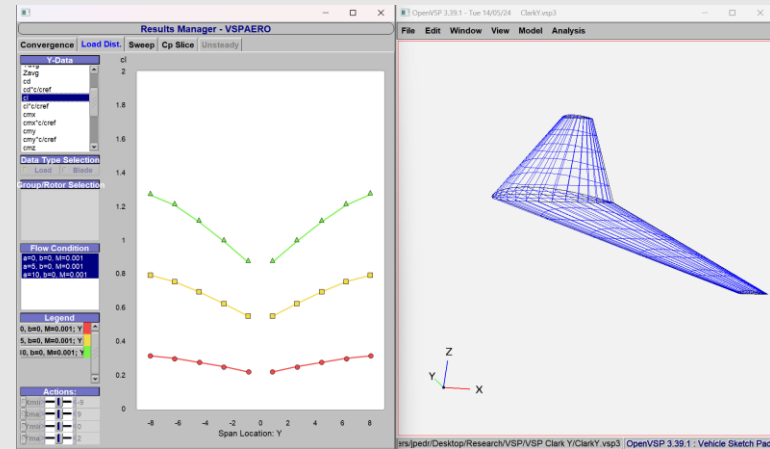 Results Manager - VSPAERO
Convergence Load Dist. Sweep Cp Slice Unsteady
Y-Data
Zavg
cd
cd*c/cref
cl
cl*c/cref
cmx
cmx*c/cref
cmy
cmy*c/cref
cmz
Data Type Selection
Load Blade
Group/Rotor Selection
Flow Condition
a=0, b=0, M=0.001
a=5, b=0, M=0.001
a=10, b=0, M=0.001
Legend
0, b=0, M=0.001; Y
5, b=0, M=0.001; Y
10, b=0, M=0.001; Y
Actions:
-9
9
0
2
cl
2
1.8
1.6
1.4
1.2
1
0.8
0.6
0.4
0.2
0
-8 -6 -4 -2 0 2 4 6 8
Span Location: Y
OpenVSP 3.39.1 - Tue 14/05/24 ClarkY.vsp3
File Edit Window View Model Analysis
Z
Y
X
ers/jpedr/Desktop/Research/VSP/VSP Clark Y/ClarkY.vsp3 OpenVSP 3.39.1 : Vehicle Sketch Pad